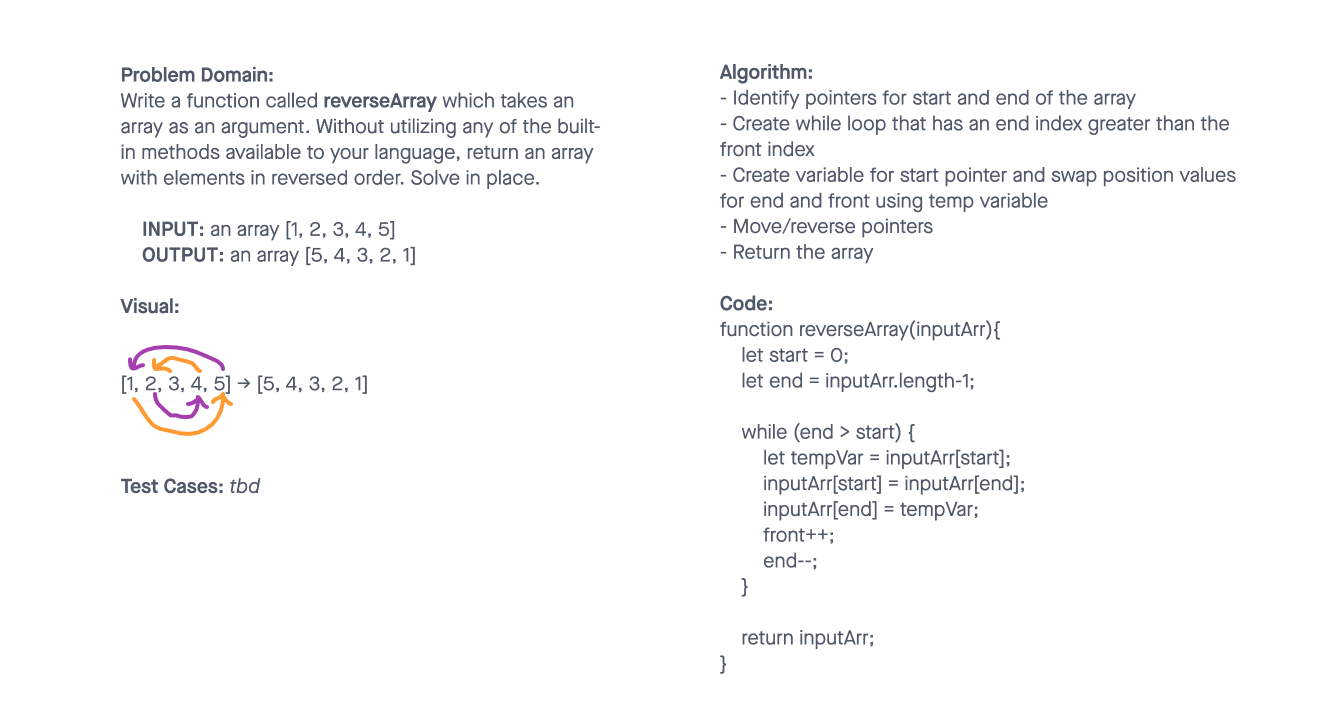 Problem Domain:
Write a function called reverseArray which takes an
array as an argument. Without utilizing any of the built-
in methods available to your language, return an array
with elements in reversed order. Solve in place.
INPUT: an array [1, 2, 3, 4, 5]
OUTPUT: an array [5, 4, 3, 2, 1]
Visual:
[1, 2, 3, 4, 5] → [5, 4, 3, 2, 1]
Test Cases: tbd
Algorithm:
- Identify pointers for start and end of the array
- Create while loop that has an end index greater than the
front index
- Create variable for start pointer and swap position values
for end and front using temp variable
- Move/reverse pointers
- Return the array
Code:
function reverseArray(inputArr){
let start = 0;
let end = inputArr.length-1;
while (end > start) {
let tempVar = inputArr[start];
inputArr[start] = inputArr[end];
inputArr[end] = tempVar;
front++;
end--;
}
return inputArr;
}